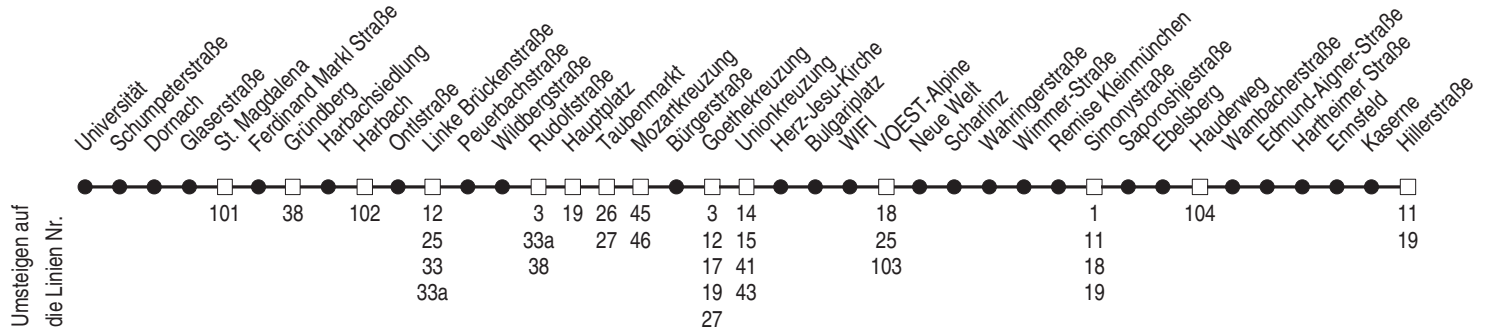 Universität
Schumpeterstraße
Dornach
Glaserstraße
St. Magdalena
Ferdinand Markl Straße
Gründberg
Harbachsiedlung
Harbach
Ontlstraße
Linke Brückenstraße
Peuerbachstraße
Wildbergstraße
Rudolfstraße
Hauptplatz
Taubenmarkt
Mozartkreuzung
Bürgerstraße
Goethekreuzung
Unionkreuzung
Herz-Jesu-Kirche
Bulgariplatz
WIFI
VOEST-Alpine
Neue Welt
Scharlinz
Wahringerstraße
Wimmer-Straße
Remise Kleinmünchen
Simonystraße
Saporoshjestraße
Ebelsberg
Hauderweg
Wambacherstraße
Edmund-Aigner-Straße
Hartheimer Straße
Ennsfeld
Kaserne
Hillerstraße
Umsteigen auf
die Linien Nr.
101 38 102 12 3 19 26 45 3 14 18 1 104 11
25 33a 27 46 12 15 25 11 19
33 38 17 41 103 18
33a 19 43 19
27